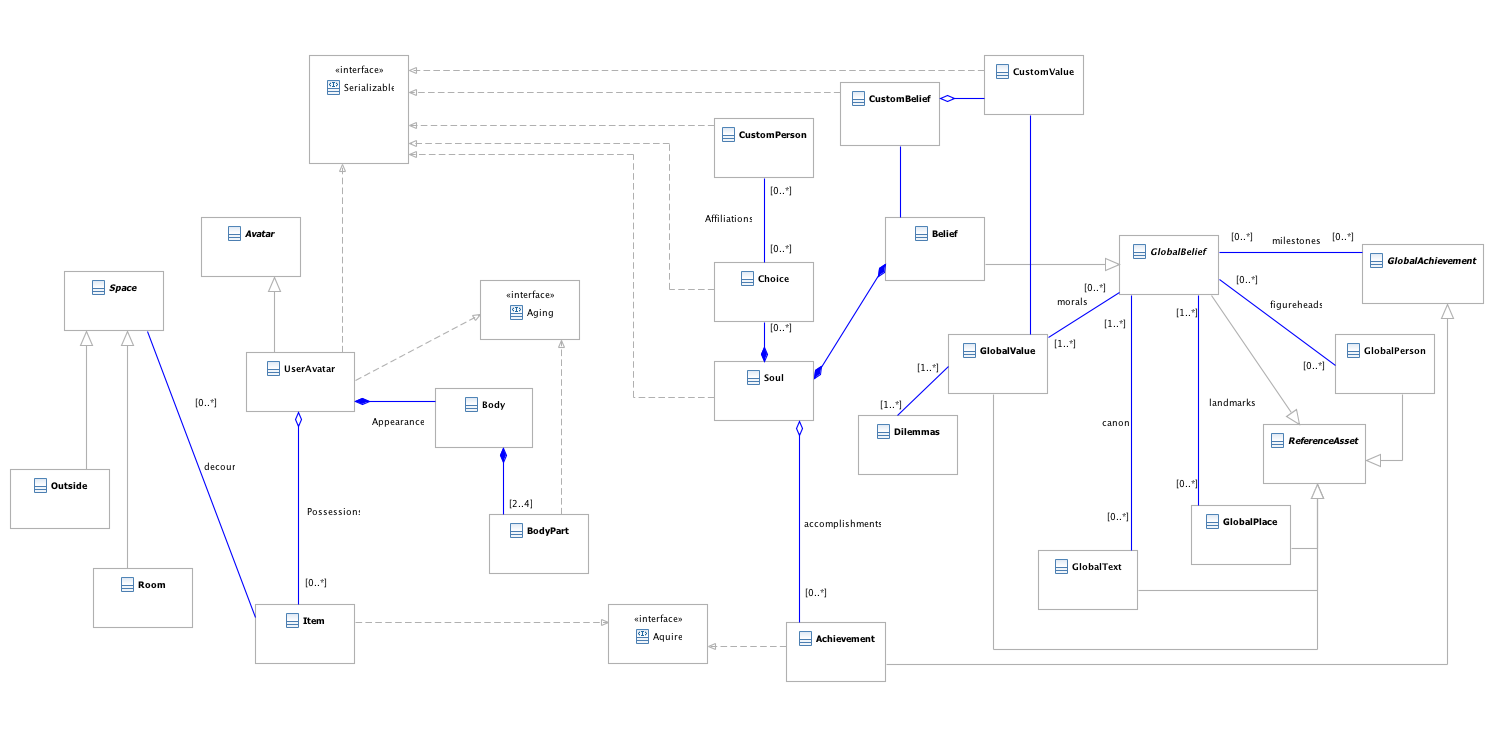 «interface»
Serializable
CustomValue
CustomBelief
CustomPerson
[0..*]
Affiliations
[0..*]
Avatar
Belief
GlobalBelief
[0..*]
milestones
[0..*]
GlobalAchievement
Space
«interface»
Aging
Choice
[0..*]
[0..*]
morals
[1..*]
[1..*]
[1..*]
[0..*]
figureheads
[0..*]
UserAvatar
Soul
GlobalValue
GlobalPerson
[1..*]
[1..*]
Dilemmas
[0..*]
Body
Appearance
landmarks
canon
ReferenceAsset
decour
Outside
[2..4]
BodyPart
Possessions
accomplishments
[0..*]
[0..*]
GlobalPlace
GlobalText
Room
[0..*]
[0..*]
Item
«interface»
Aquire
Achievement